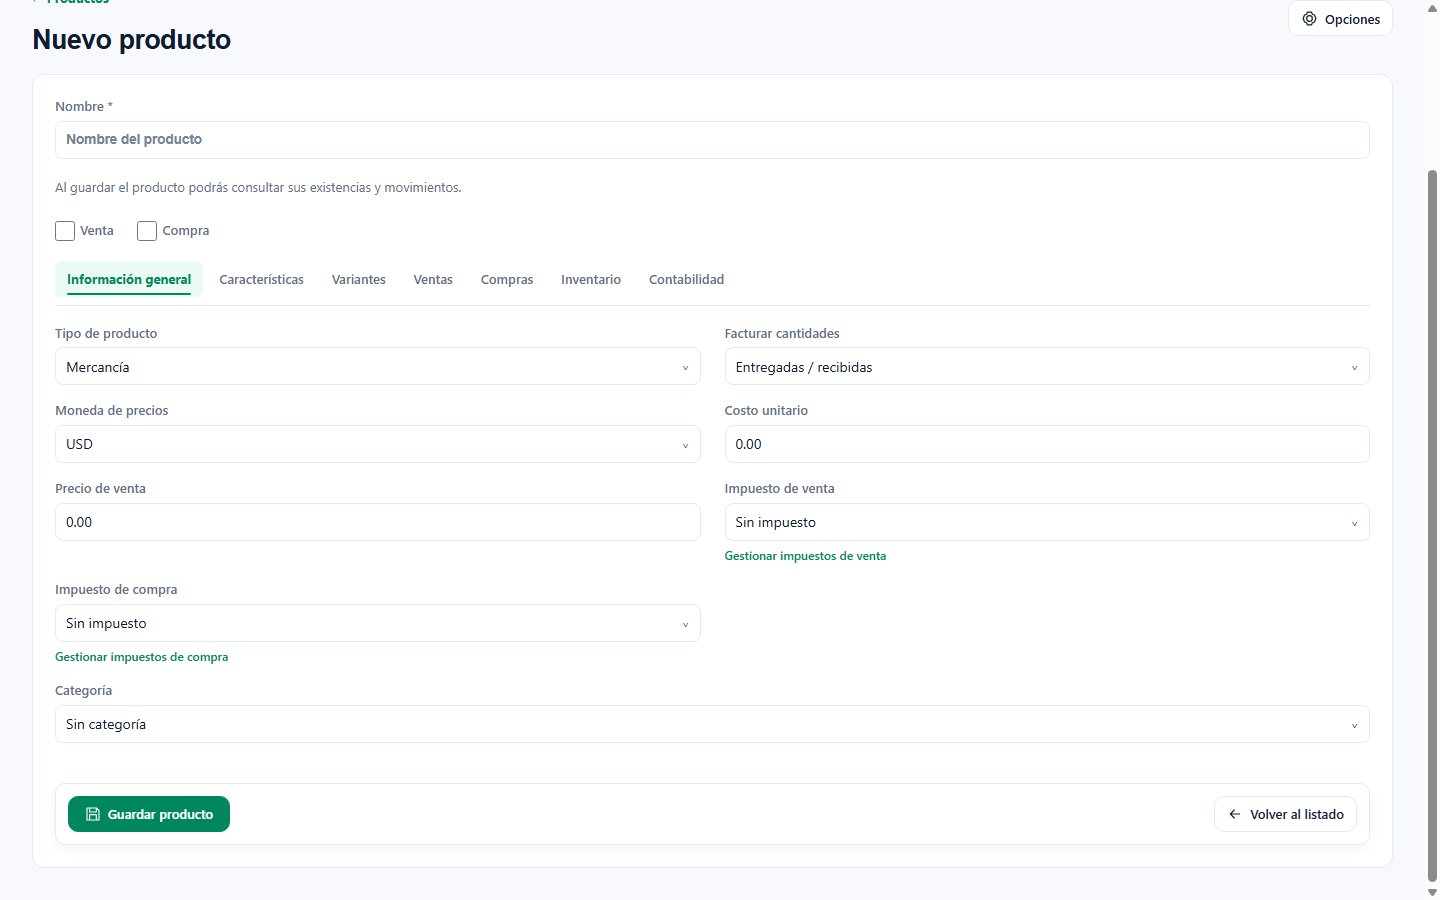 Productos
Opciones
Nuevo producto
Nombre *
Nombre del producto
Al guardar el producto podrás consultar sus existencias y movimientos.
Venta Compra
Información general Características Variantes Ventas Compras Inventario Contabilidad
Tipo de producto Facturar cantidades
Mercancía Entregadas / recibidas
Moneda de precios Costo unitario
USD 0.00
Precio de venta Impuesto de venta
0.00 Sin impuesto
Gestionar impuestos de venta
Impuesto de compra
Sin impuesto
Gestionar impuestos de compra
Categoría
Sin categoría
Guardar producto Volver al listado